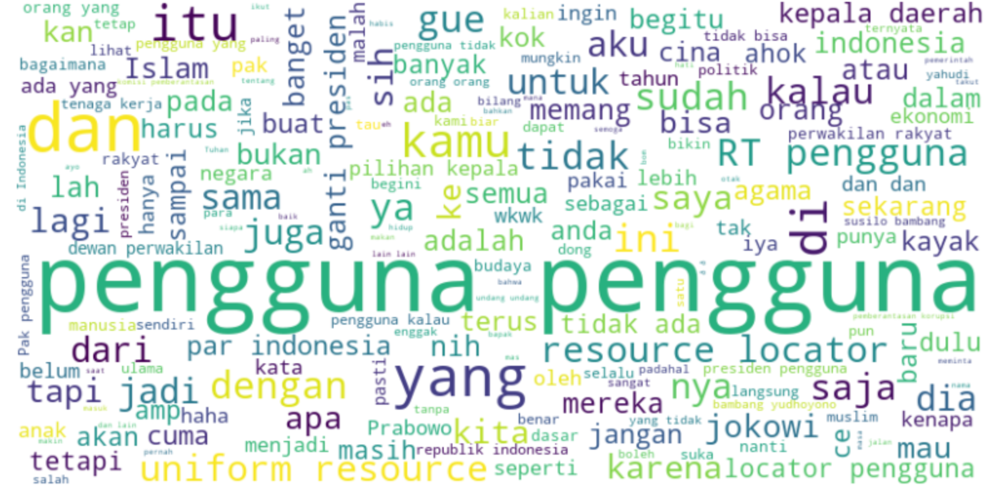 orang yang
ikut
itu
kan
tetap
banget
ganti presiden
malah
habis
gue
kalian
ingin
begitu
kepala daerah
lihat
pengguna yang
paling
sih
pengguna tidak
kok
aku
tidak bisa
ternyata
indonesia
bagaimana
Islam
pak
banyak
mungkin
cina
ahok
hati
politik
atau
pemerintah
yahudi
takut
ada yang
komisi pemberantasan
tentang
orang orang
untuk
tahun
kalau
tenaga kerja
pada
jika
ada
bilang
mana
bahkan
memang
sudah
orang
dalam
ekonomi
dan
harus
buat
pas
tau
eh
kami
biar
dapat
semoga
bisa
perwakilan rakyat
di Indonesia
rakyat
Tuhan
bukan
kamu
tidak
bom
bikin
RT pengguna
ayo
sampai
negara
ah
pilihan kepala
lah
presiden
hanya
sama
begini
ke
semua
pakai
lebih
otak
agama
dan dan
lagi
para
baik
ya
wkwk
sebagai
saya
di
sekarang
susilo bambang
siapa
juga
hidup
makan
adalah
anda
ini
bagi
tak
iya
punya
kayak
dewan perwakilan
lain lain
dong
Pak pengguna
pengguna pengguna
budaya
bahwa
undang undang
a a
satu
manusia
sendiri
pengguna kalau
enggak
terus
bapak
tidak ada
pemberantasan korupsi
pun
baru
dulu
dari
par indonesia
nih
resource locator
meminta
belum
saat
ulama
kata
pasti
mas
yang
oleh
selalu
padahal
presiden pengguna
sangat
tapi
jadi
dengan
mereka
nya
langsung
saja
nama
dia
masuk
amp
haha
apa
tanpa
bambang yudhoyono
benar
yang tidak
muslim
kenapa
anak
makin
dan lain
akan
cuma
Prabowo
kita
dasar
jangan
jokowi
ce
masa
jalan
mau
pernah
menjadi
masih
republik indonesia
boleh
suka
nanti
tetapi
salah
uniform resource
seperti
karena
locator pengguna